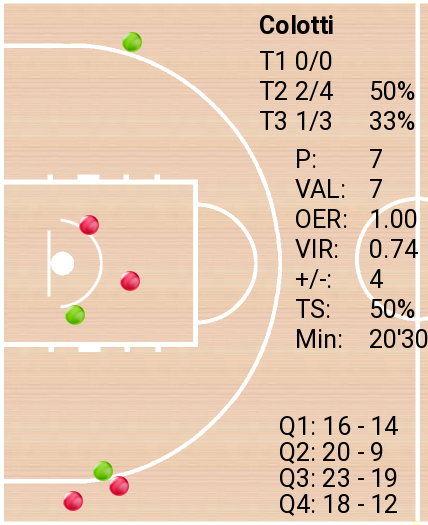 Colotti
T1 0/0
T2 2/4 50%
T3 1/3 33%
P: 7
VAL: 7
OER: 1.00
VIR: 0.74
+/-: 4
TS: 50%
Min: 20'30
Q1: 16 - 14
Q2: 20 - 9
Q3: 23 - 19
Q4: 18 - 12